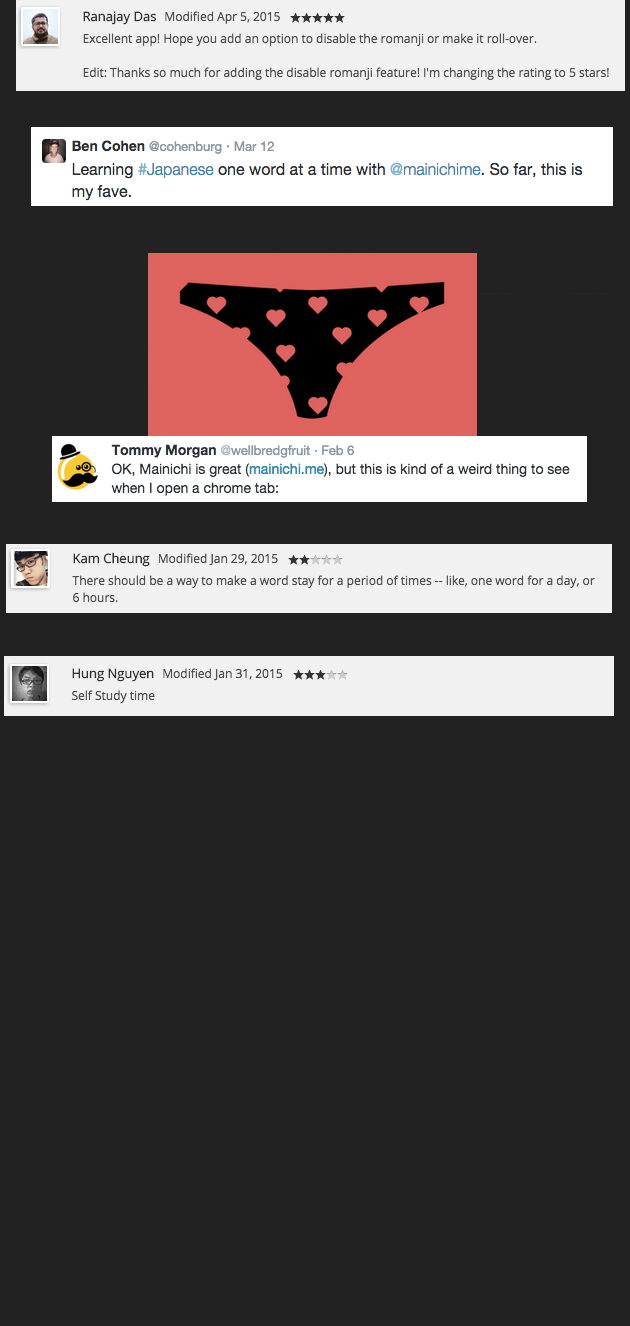 Ranajay Das Modified Apr 5, 2015
Excellent app! Hope you add an option to disable the romanji or make it roll-over.
Edit: Thanks so much for adding the disable romanji feature! I'm changing the rating to 5 stars!
Ben Cohen @cohenburg · Mar 12
Learning #Japanese one word at a time with @mainichime. So far, this is
my fave.
Tommy Morgan @wellbredgfruit · Feb 6
OK, Mainichi is great (mainichi.me), but this is kind of a weird thing to see
when I open a chrome tab:
Kam Cheung Modified Jan 29, 2015
There should be a way to make a word stay for a period of times -- like, one word for a day, or
6 hours.
Hung Nguyen Modified Jan 31, 2015
Self Study time